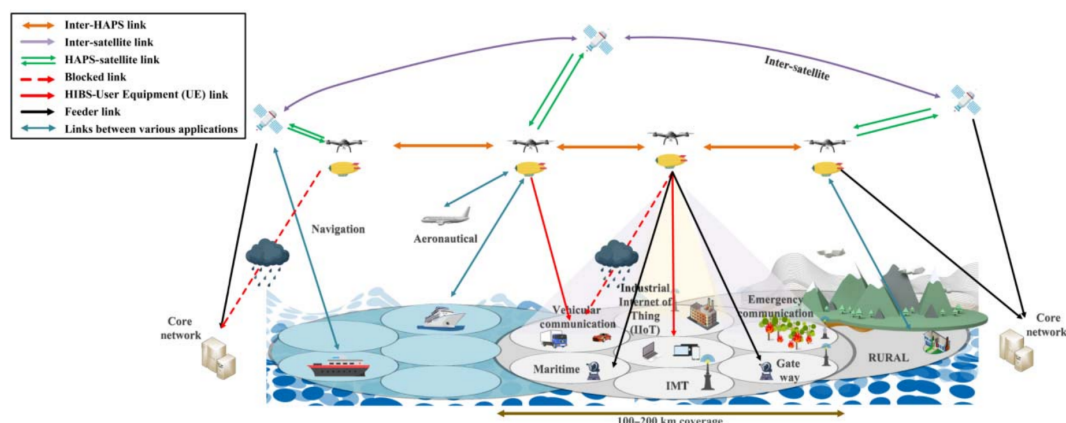 Inter-HAPS link
Inter-satellite link
HAPS-satellite link
Blocked link
HIBS-User Equipment (UE) link
Feeder link
Links between various applications
Inter-satellite
Navigation
Aeronautical
Core
network
Vehicular
communication
Industrial
Internet of
Thing
(IIoT)
Emergency
communication
Core
network
Maritime
IMT
Gate
way
RURAL
100–200 km coverage